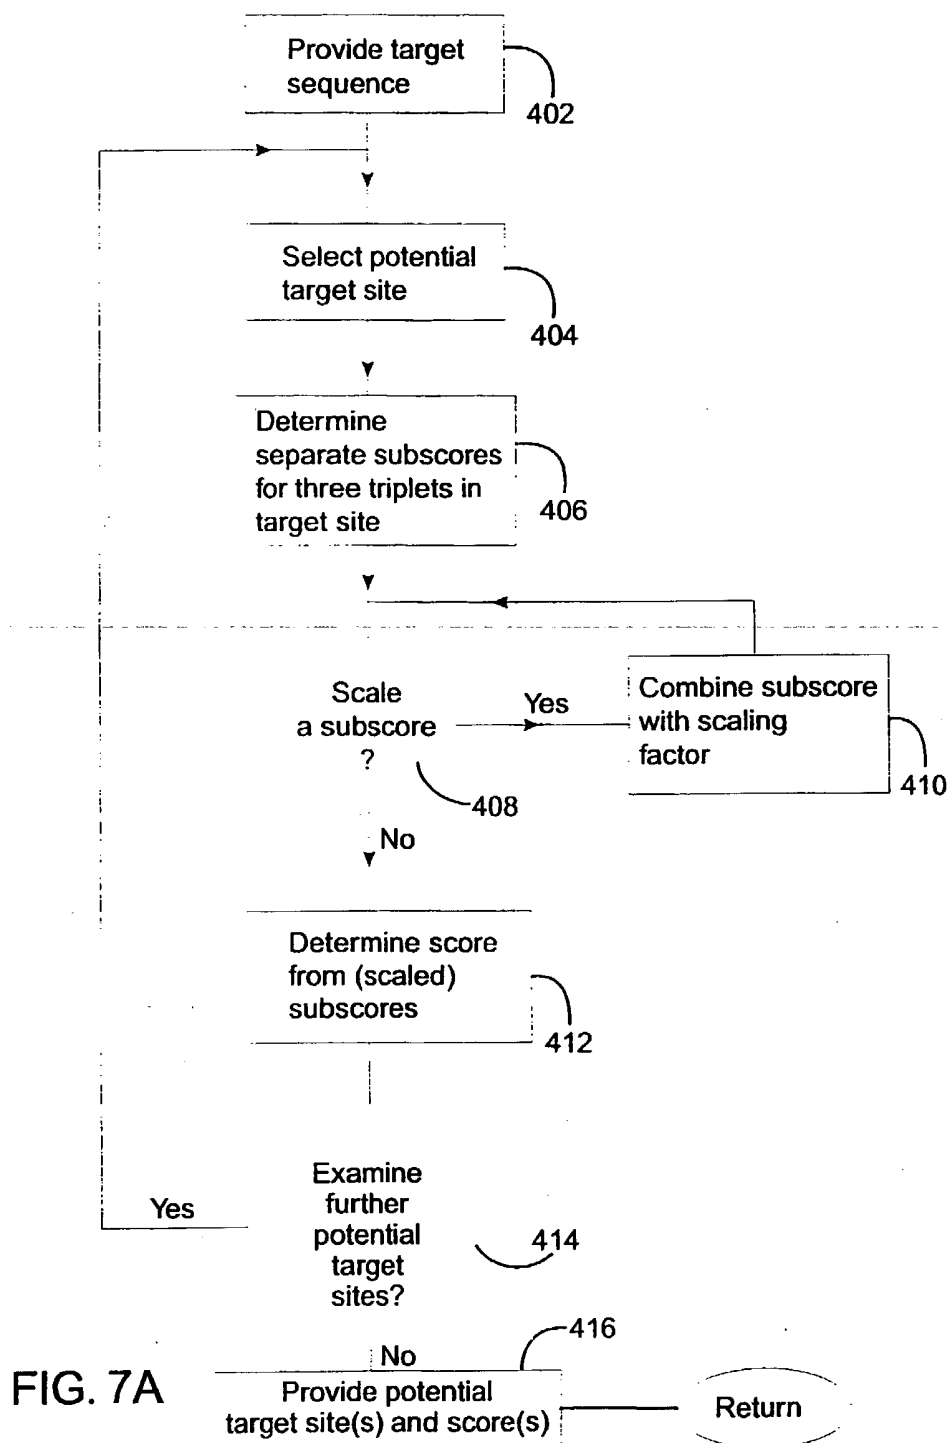 Provide target
sequence
402
Select potential
target site
404
Determine
separate subscores
for three triplets in
target site
406
Scale
a subscore
?
408
Yes
Combine subscore
with scaling
factor
410
No
Determine score
from (scaled)
subscores
412
Examine
further
potential
target
sites?
414
Yes
No
416
Provide potential
target site(s) and score(s)
Return
FIG. 7A